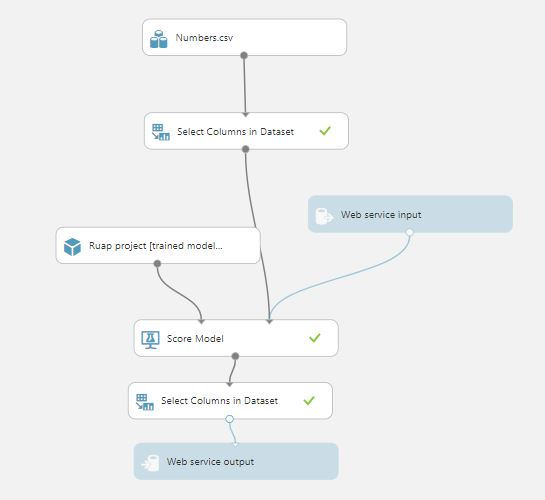 Numbers.csv
Select Columns in Dataset
Web service input
Ruap project [trained model...
Score Model
Select Columns in Dataset
Web service output